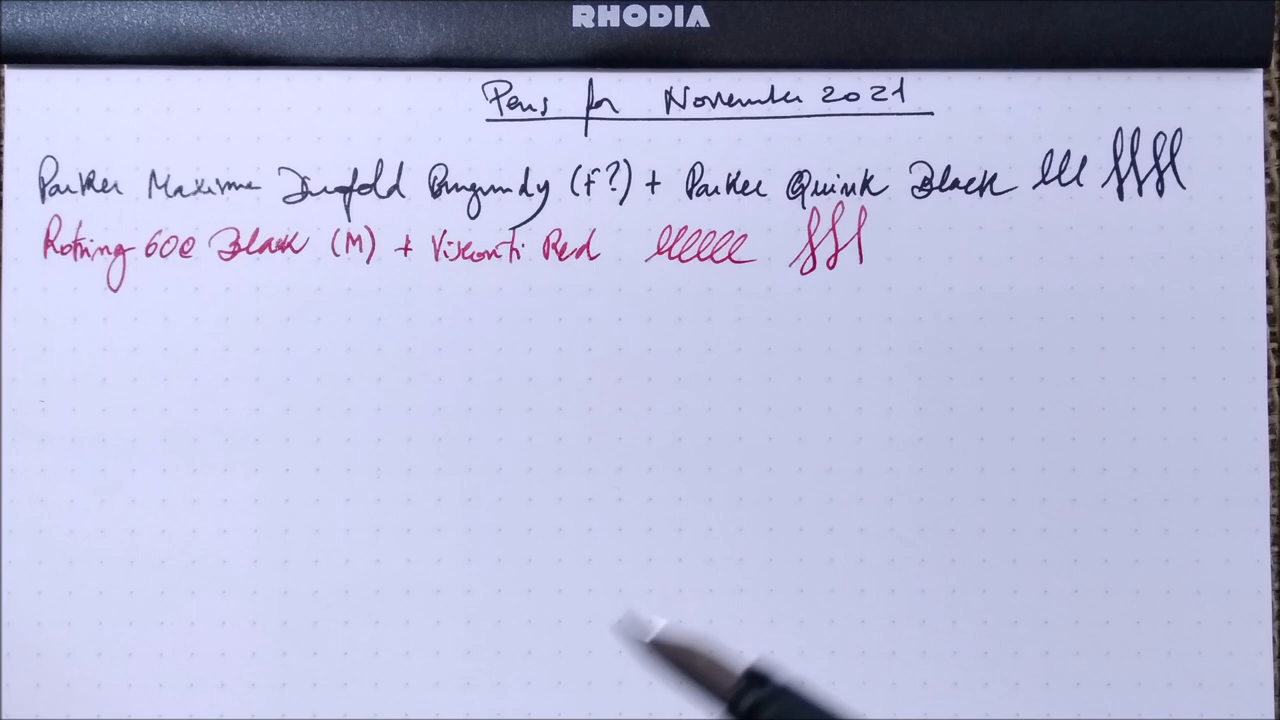 RHODIA
Pens for November 2021
Parker Maxima Duofold Burgundy (F?) + Parker Quink Black
Rotring 600 Black (M) + Visconti Red